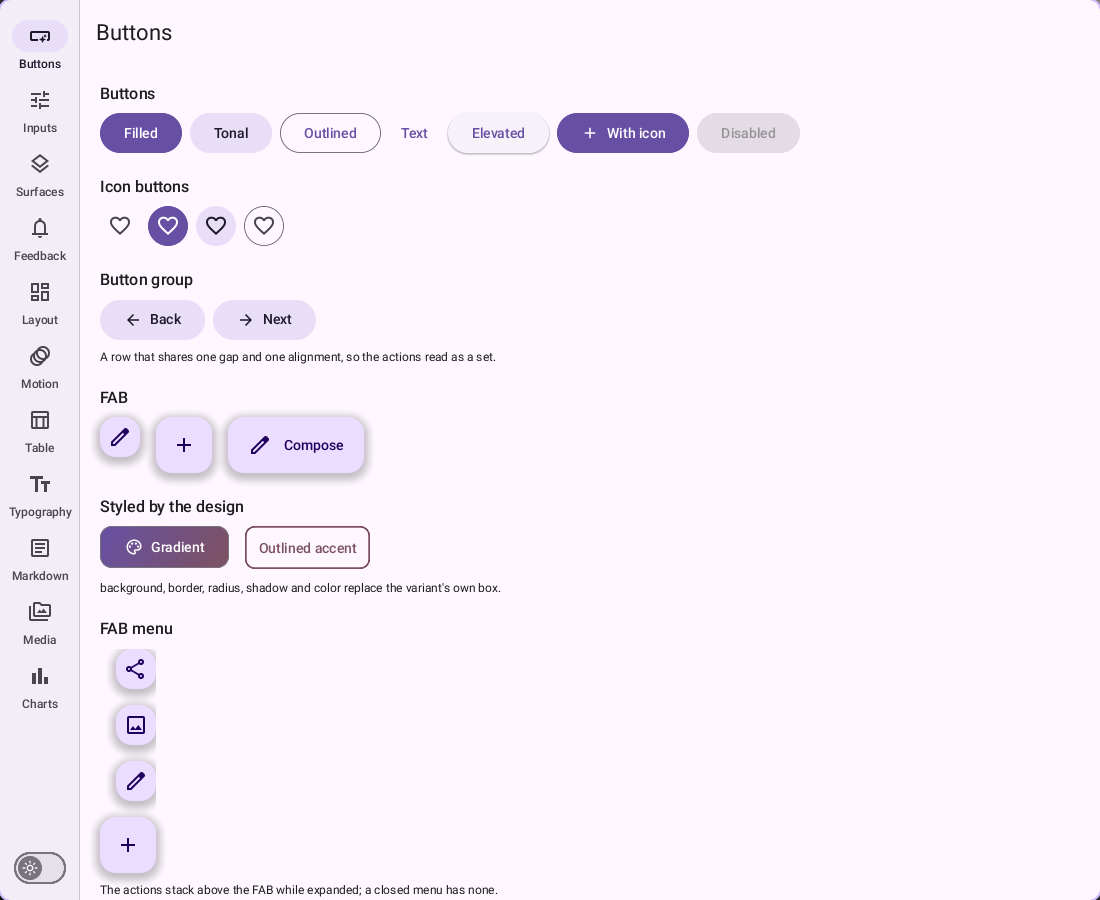 Buttons
Inputs
Surfaces
Feedback
Layout
Motion
Table
Typography
Markdown
Media
Charts
Buttons
Buttons
Filled Tonal Outlined Text Elevated With icon Disabled
Icon buttons
Button group
Back Next
A row that shares one gap and one alignment, so the actions read as a set.
FAB
Compose
Styled by the design
Gradient Outlined accent
background, border, radius, shadow and color replace the variant's own box.
FAB menu
The actions stack above the FAB while expanded; a closed menu has none.